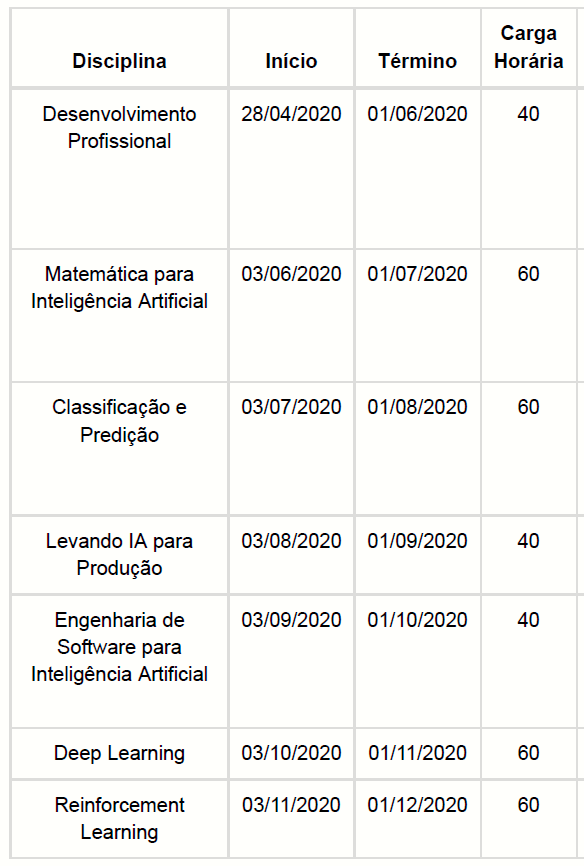 Disciplina Início Término Carga Horária
Desenvolvimento 28/04/2020 01/06/2020 40
Profissional
Matemática para 03/06/2020 01/07/2020 60
Inteligência Artificial
Classificação e 03/07/2020 01/08/2020 60
Predição
Levando IA para 03/08/2020 01/09/2020 40
Produção
Engenharia de 03/09/2020 01/10/2020 40
Software para
Inteligência Artificial
Deep Learning 03/10/2020 01/11/2020 60
Reinforcement 03/11/2020 01/12/2020 60
Learning